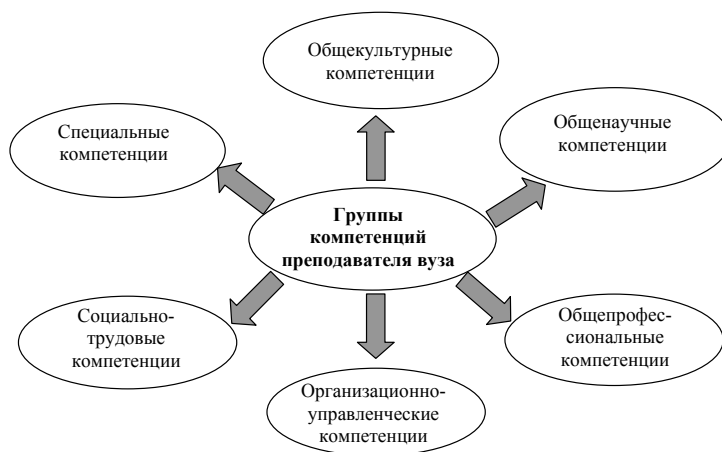 Общекультурные
компетенции
Специальные
компетенции
Общенаучные
компетенции
Группы
компетенций
преподавателя вуза
Социально-
трудовые
компетенции
Общепрофес-
сиональные
компетенции
Организационно-
управленческие
компетенции